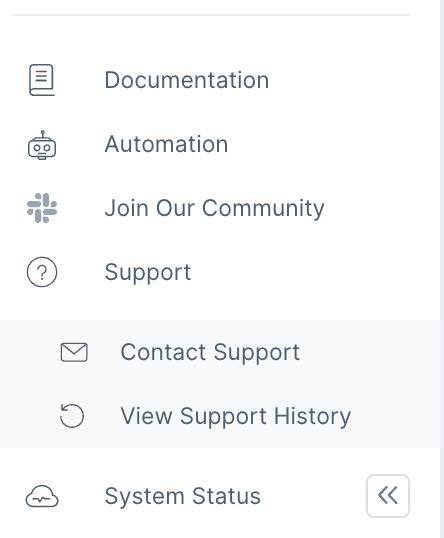 Documentation
Automation
Join Our Community
Support
Contact Support
View Support History
System Status